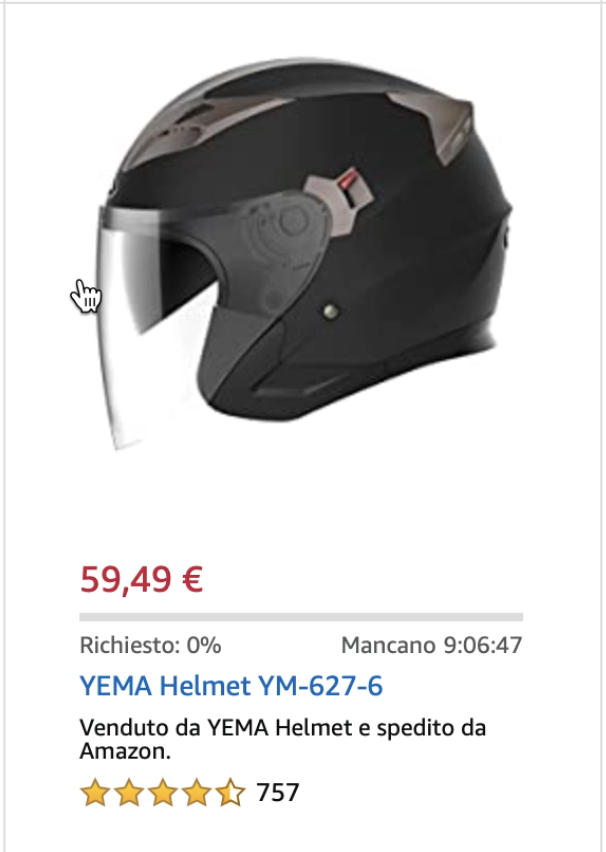 59,49 €
Richiesto: 0% Mancano 9:06:47
YEMA Helmet YM-627-6
Venduto da YEMA Helmet e spedito da
Amazon.
757